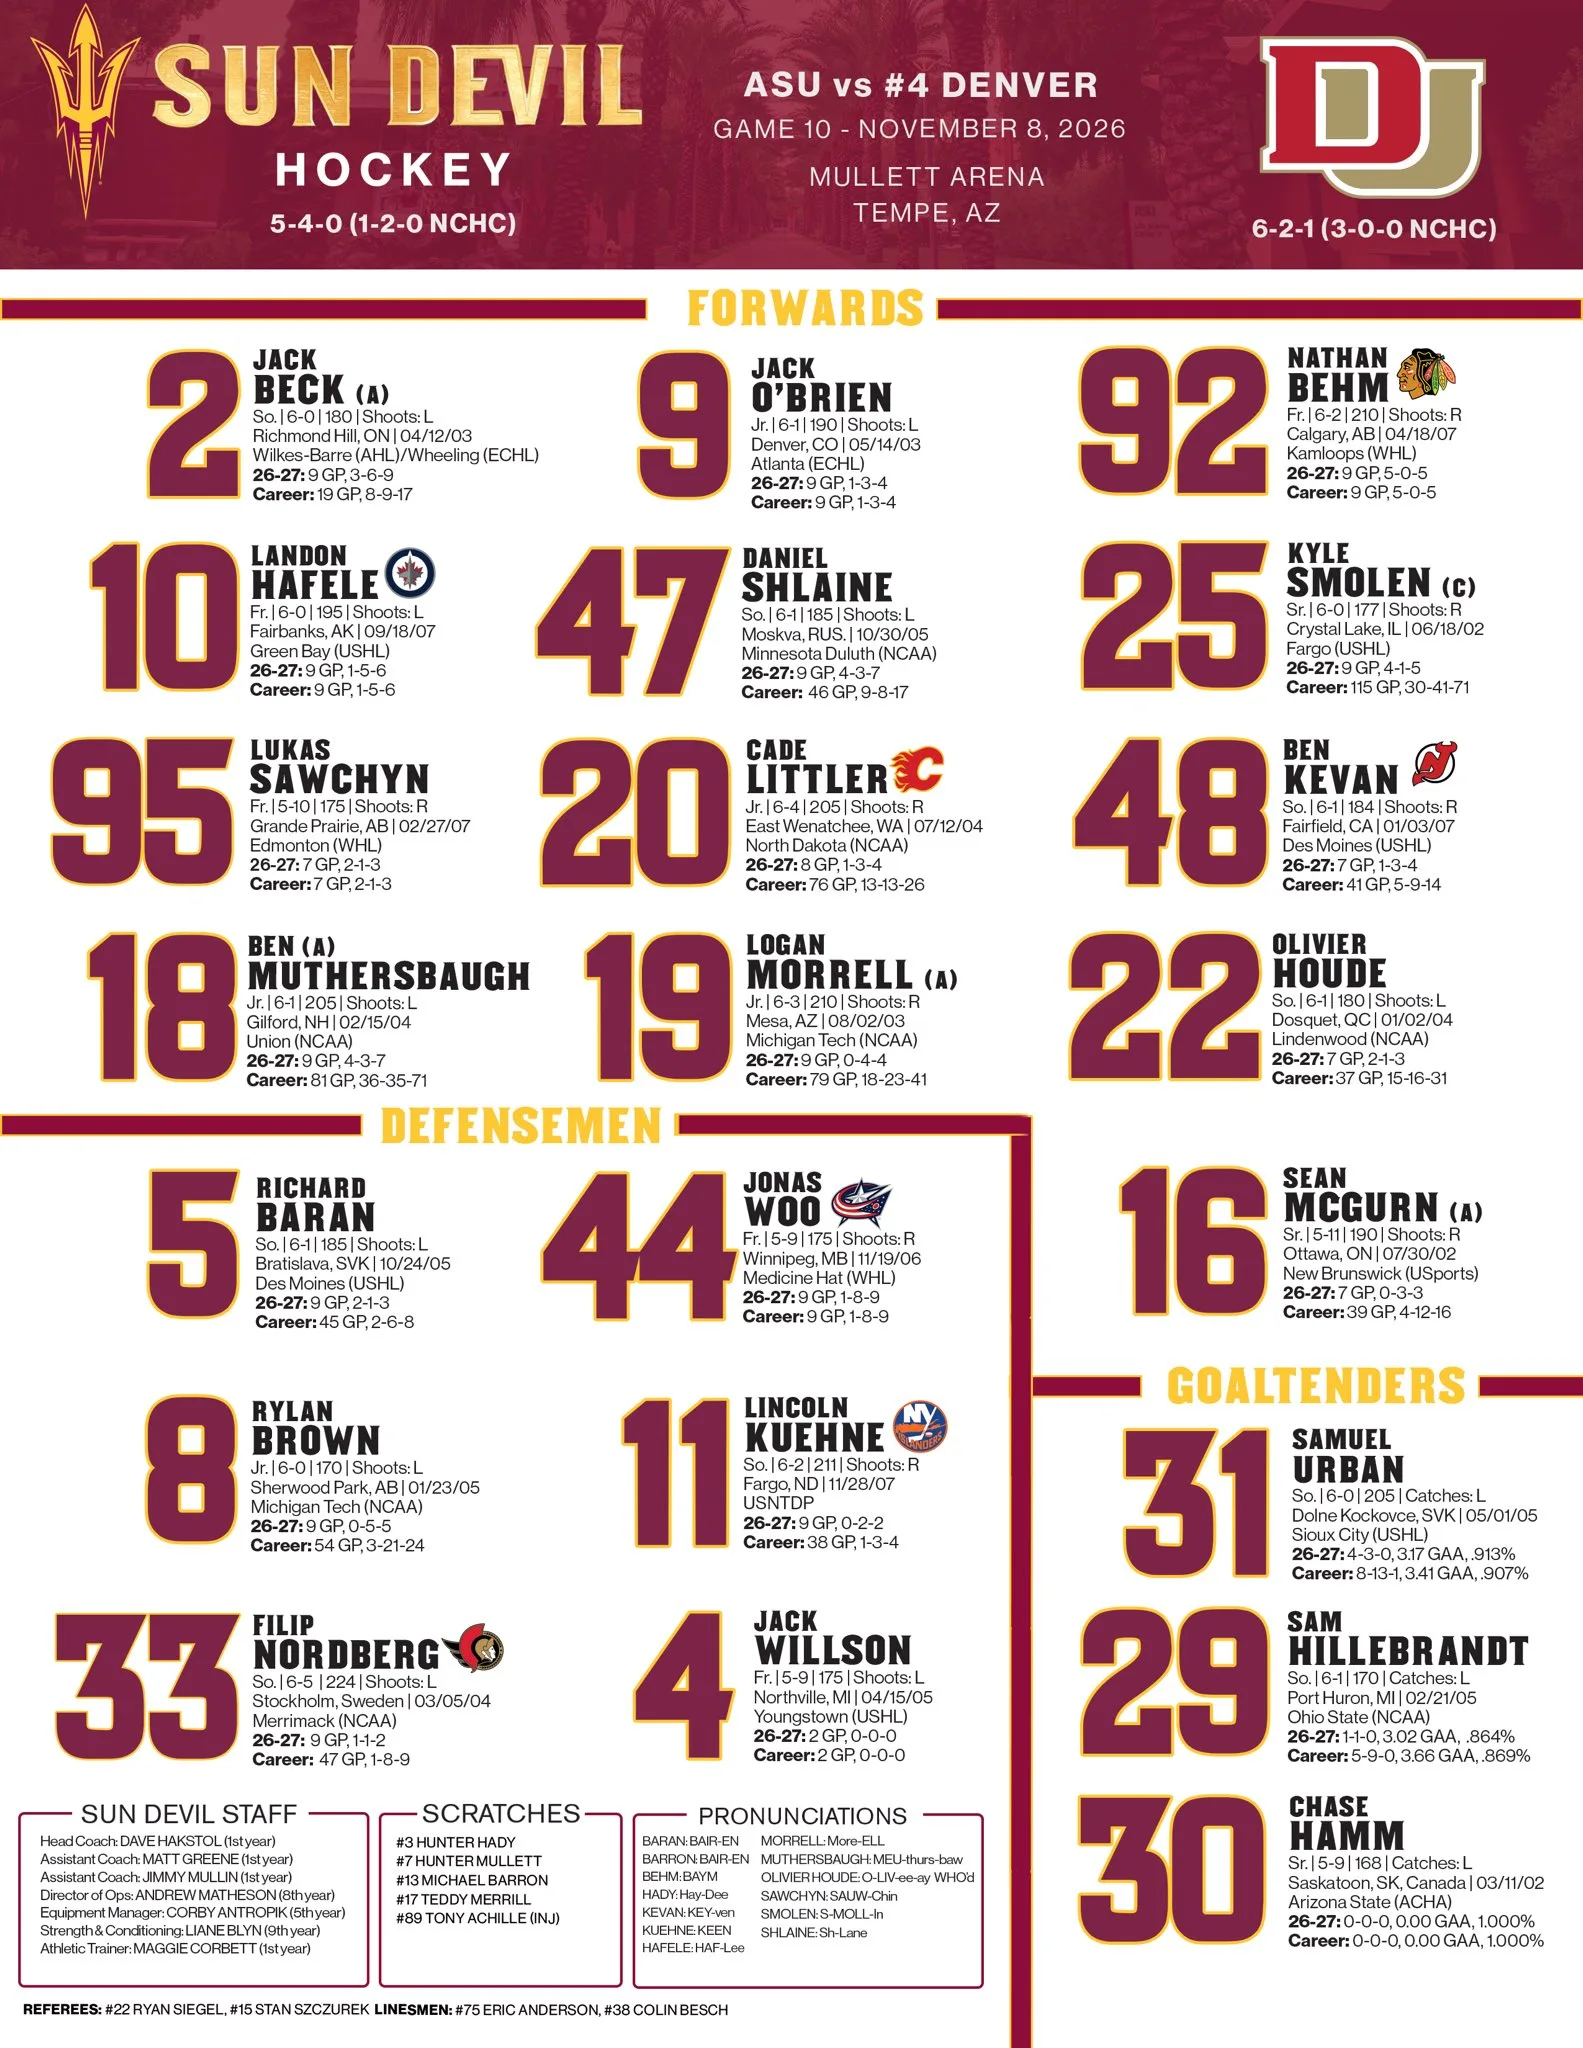 SUN DEVIL
HOCKEY
5-4-0 (1-2-0 NCHC)
ASU vs #4 DENVER
GAME 10 - NOVEMBER 8, 2026
MULLETT ARENA
TEMPE, AZ
DU
6-2-1 (3-0-0 NCHC)
FORWARDS
2
JACK
BECK (A)
So. | 6-0 | 180 | Shoots: L
Richmond Hill, ON | 04/12/03
Wilkes-Barre (AHL)/Wheeling (ECHL)
26-27: 9 GP, 3-6-9
Career: 19 GP, 8-9-17
9
JACK
O'BRIEN
Jr. | 6-1 | 190 | Shoots: L
Denver, CO | 05/14/03
Atlanta (ECHL)
26-27: 9 GP, 1-3-4
Career: 9 GP, 1-3-4
92
NATHAN
BEHM
Fr. | 6-2 | 210 | Shoots: R
Calgary, AB | 04/18/07
Kamloops (WHL)
26-27: 9 GP, 5-0-5
Career: 9 GP, 5-0-5
10
LANDON
HAFELE
Fr. | 6-0 | 195 | Shoots: L
Fairbanks, AK | 09/18/07
Green Bay (USHL)
26-27: 9 GP, 1-5-6
Career: 9 GP, 1-5-6
47
DANIEL
SHLAINE
So. | 6-1 | 185 | Shoots: L
Moskva, RUS. | 10/30/05
Minnesota Duluth (NCAA)
26-27: 9 GP, 4-3-7
Career: 46 GP, 9-8-17
25
KYLE
SMOLEN (C)
Sr. | 6-0 | 177 | Shoots: R
Crystal Lake, IL | 06/18/02
Fargo (USHL)
26-27: 9 GP, 4-1-5
Career: 115 GP, 30-41-71
95
LUKAS
SAWCHYN
Fr. | 5-10 | 175 | Shoots: R
Grande Prairie, AB | 02/27/07
Edmonton (WHL)
26-27: 7 GP, 2-1-3
Career: 7 GP, 2-1-3
20
CADE
LITTLER
Jr. | 6-4 | 205 | Shoots: R
East Wenatchee, WA | 07/12/04
North Dakota (NCAA)
26-27: 8 GP, 1-3-4
Career: 76 GP, 13-13-26
48
BEN
KEVAN
So. | 6-1 | 184 | Shoots: R
Fairfield, CA | 01/03/07
Des Moines (USHL)
26-27: 7 GP, 1-3-4
Career: 41 GP, 5-9-14
18
BEN (A)
MUTHERSBAUGH
Jr. | 6-1 | 205 | Shoots: L
Gilford, NH | 02/15/04
Union (NCAA)
26-27: 9 GP, 4-3-7
Career: 81 GP, 36-35-71
19
LOGAN
MORRELL (A)
Jr. | 6-3 | 210 | Shoots: R
Mesa, AZ | 08/02/03
Michigan Tech (NCAA)
26-27: 9 GP, 0-4-4
Career: 79 GP, 18-23-41
22
OLIVIER
HOUDE
So. | 6-1 | 180 | Shoots: L
Dosquet, QC | 01/02/04
Lindenwood (NCAA)
26-27: 7 GP, 2-1-3
Career: 37 GP, 15-16-31
16
SEAN
MCGURN (A)
Sr. | 5-11 | 190 | Shoots: R
Ottawa, ON | 07/30/02
New Brunswick (USports)
26-27: 7 GP, 0-3-3
Career: 39 GP, 4-12-16
DEFENSEMEN
5
RICHARD
BARAN
So. | 6-1 | 185 | Shoots: L
Bratislava, SVK | 10/24/05
Des Moines (USHL)
26-27: 9 GP, 2-1-3
Career: 45 GP, 2-6-8
44
JONAS
WOO
Fr. | 5-9 | 175 | Shoots: R
Winnipeg, MB | 11/19/06
Medicine Hat (WHL)
26-27: 9 GP, 1-8-9
Career: 9 GP, 1-8-9
8
RYLAN
BROWN
Jr. | 6-0 | 170 | Shoots: L
Sherwood Park, AB | 01/23/05
Michigan Tech (NCAA)
26-27: 9 GP, 0-5-5
Career: 54 GP, 3-21-24
11
LINCOLN
KUEHNE
NY
ISLANDERS
So. | 6-2 | 211 | Shoots: R
Fargo, ND | 11/28/07
USNTDP
26-27: 9 GP, 0-2-2
Career: 38 GP, 1-3-4
33
FILIP
NORDBERG
So. | 6-5 | 224 | Shoots: L
Stockholm, Sweden | 03/05/04
Merrimack (NCAA)
26-27: 9 GP, 1-1-2
Career: 47 GP, 1-8-9
4
JACK
WILLSON
Fr. | 5-9 | 175 | Shoots: L
Northville, MI | 04/15/05
Youngstown (USHL)
26-27: 2 GP, 0-0-0
Career: 2 GP, 0-0-0
GOALTENDERS
31
SAMUEL
URBAN
So. | 6-0 | 205 | Catches: L
Dolne Kockovce, SVK | 05/01/05
Sioux City (USHL)
26-27: 4-3-0, 3.17 GAA, .913%
Career: 8-13-1, 3.41 GAA, .907%
29
SAM
HILLEBRANDT
So. | 6-1 | 170 | Catches: L
Port Huron, MI | 02/21/05
Ohio State (NCAA)
26-27: 1-1-0, 3.02 GAA, .864%
Career: 5-9-0, 3.66 GAA, .869%
30
CHASE
HAMM
Sr. | 5-9 | 168 | Catches: L
Saskatoon, SK, Canada | 03/11/02
Arizona State (ACHA)
26-27: 0-0-0, 0.00 GAA, 1.000%
Career: 0-0-0, 0.00 GAA, 1.000%
SUN DEVIL STAFF
Head Coach: DAVE HAKSTOL (1st year)
Assistant Coach: MATT GREENE (1st year)
Assistant Coach: JIMMY MULLIN (1st year)
Director of Ops: ANDREW MATHESON (8th year)
Equipment Manager: CORBY ANTROPIK (5th year)
Strength & Conditioning: LIANE BLYN (9th year)
Athletic Trainer: MAGGIE CORBETT (1st year)
SCRATCHES
#3 HUNTER HADY
#7 HUNTER MULLETT
#13 MICHAEL BARRON
#17 TEDDY MERRILL
#89 TONY ACHILLE (INJ)
PRONUNCIATIONS
BARAN: BAIR-EN
BARRON: BAIR-EN
BEHM: BAYM
HADY: Hay-Dee
KEVAN: KEY-ven
KUEHNE: KEEN
HAFELE: HAF-Lee
MORRELL: More-ELL
MUTHERSBAUGH: MEU-thurs-baw
OLIVIER HOUDE: O-LIV-ee-ay WHO'd
SAWCHYN: SAUW-Chin
SMOLEN: S-MOLL-In
SHLAINE: Sh-Lane
REFEREES: #22 RYAN SIEGEL, #15 STAN SZCZUREK LINESMEN: #75 ERIC ANDERSON, #38 COLIN BESCH